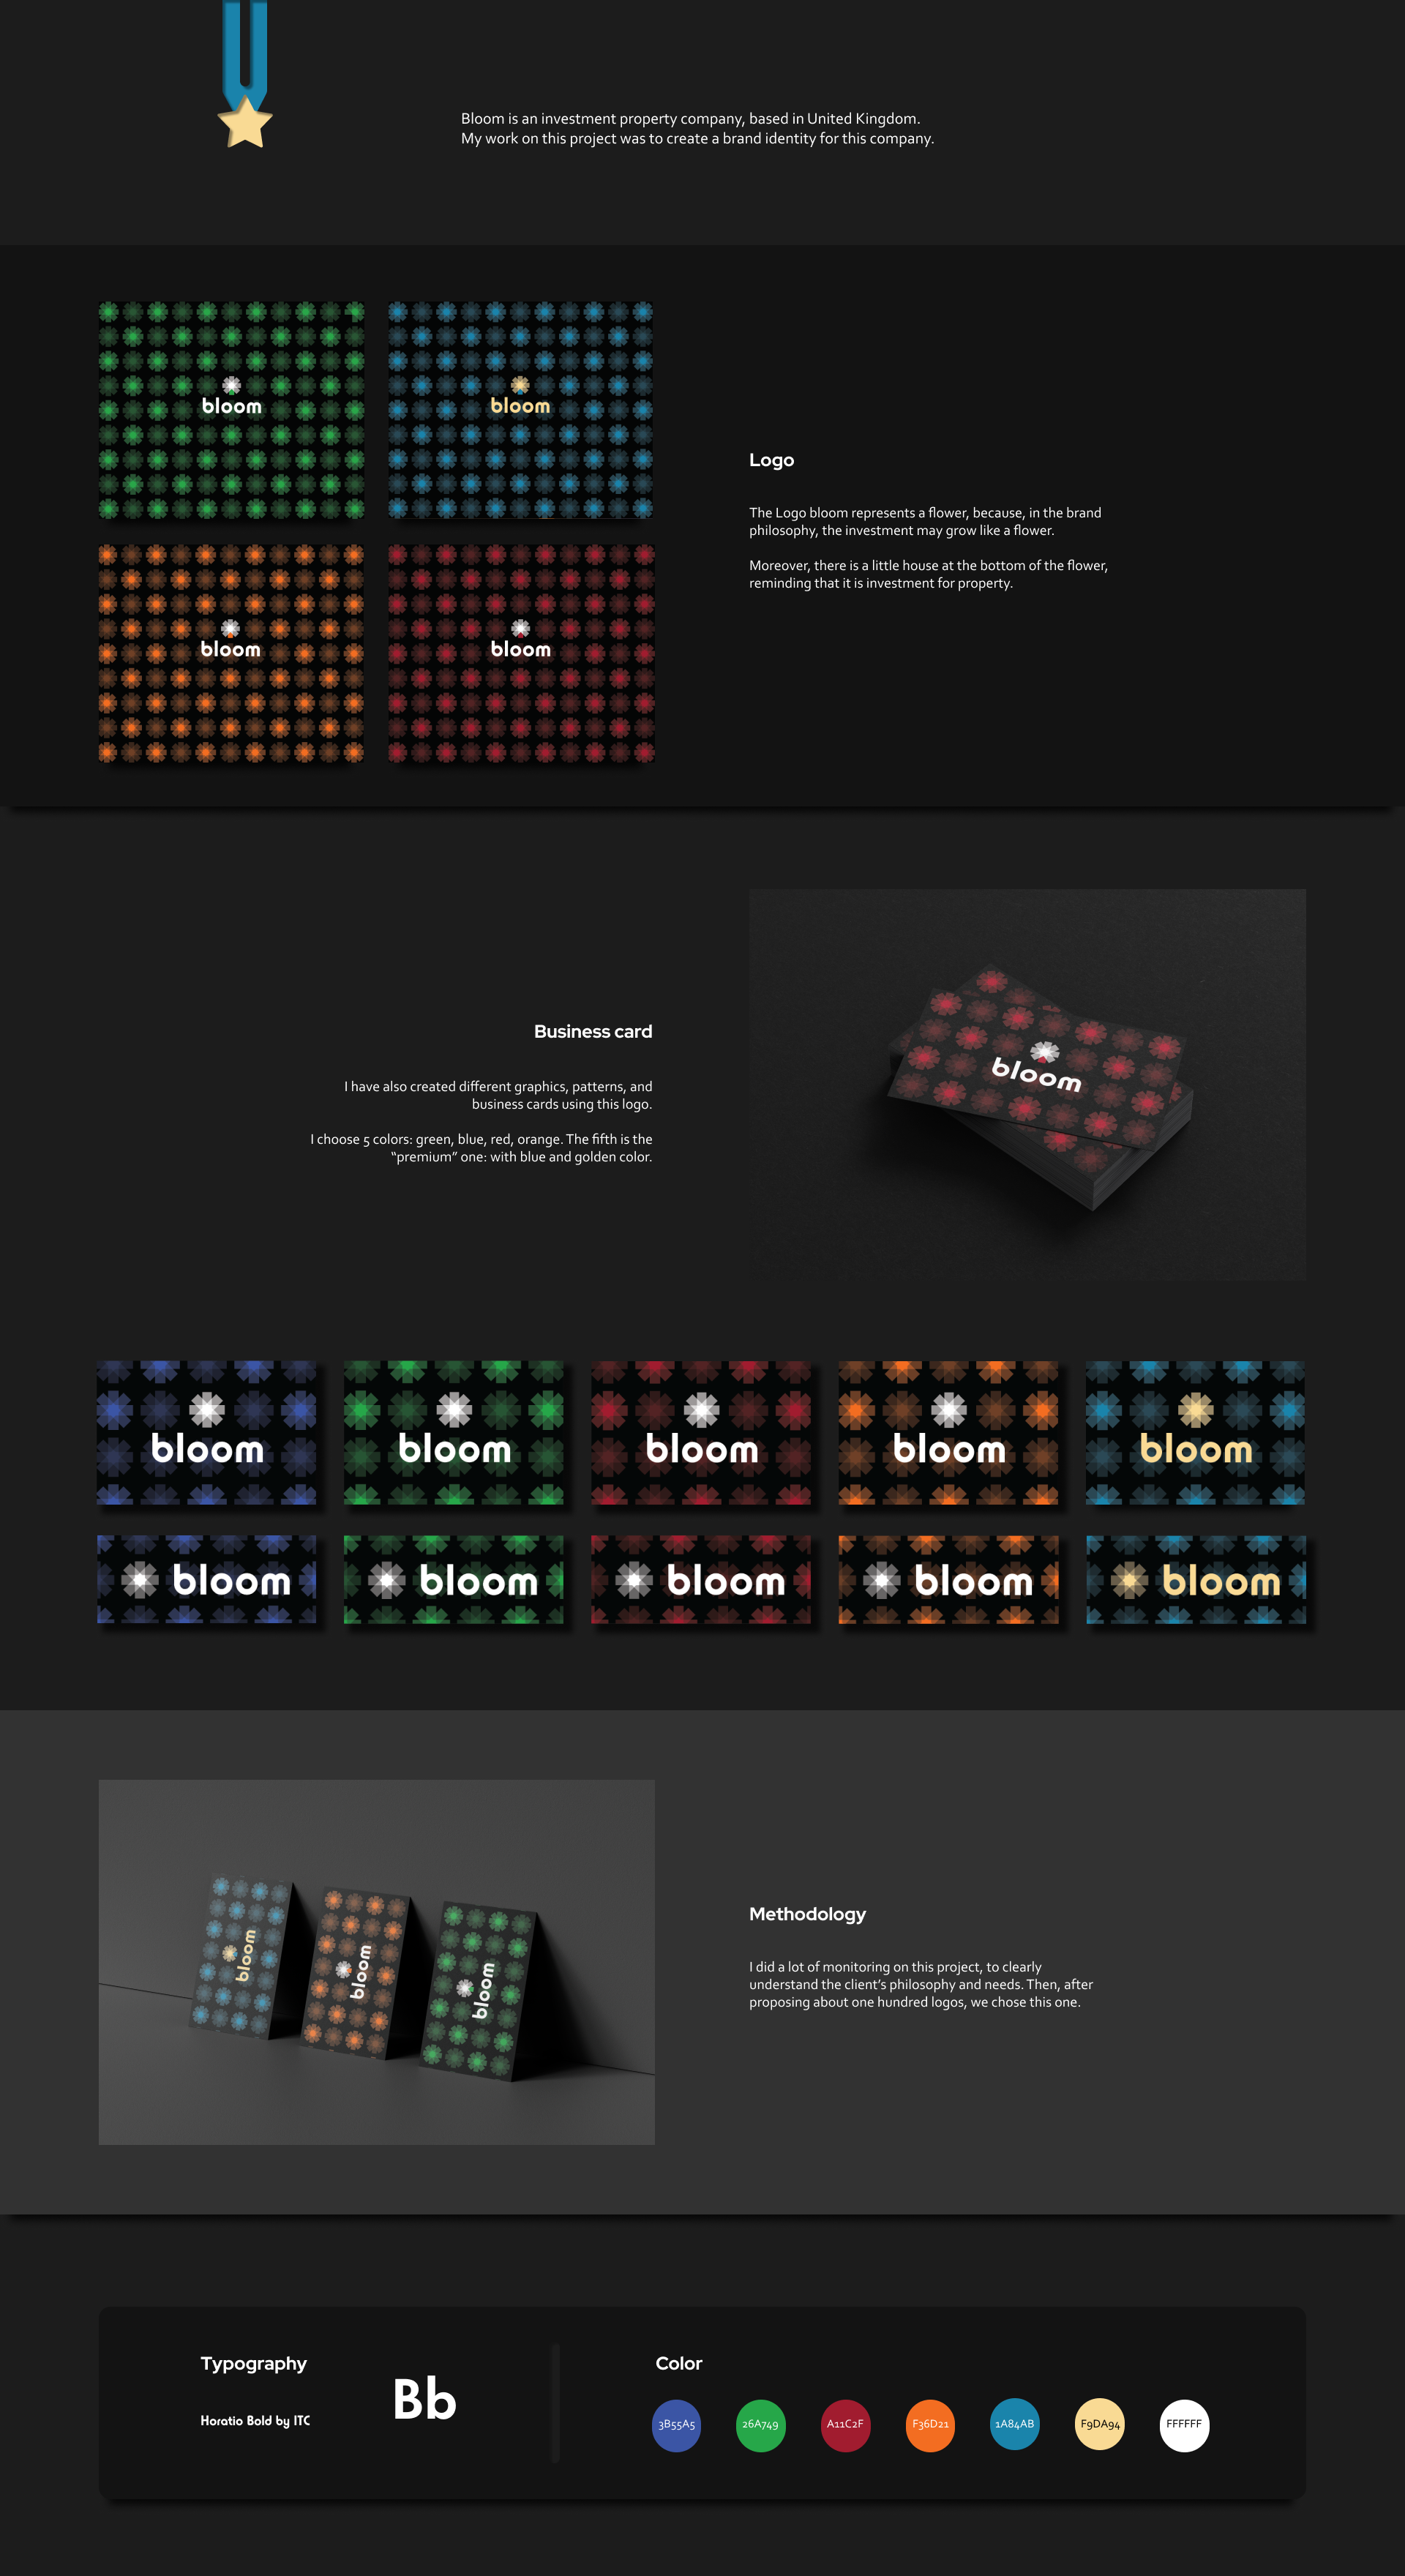 Bloom is an investment property company, based in United Kingdom.
My work on this project was to create a brand identity for this company.
bloom
bloom
bloom
bloom
Logo
The Logo bloom represents a flower, because, in the brand
philosophy, the investment may grow like a flower.
Moreover, there is a little house at the bottom of the flower,
reminding that it is investment for property.
Business card
I have also created different graphics, patterns, and
business cards using this logo.
I choose 5 colors: green, blue, red, orange. The fifth is the
“premium” one: with blue and golden color.
bloom
bloom
bloom
bloom
bloom
bloom
bloom
bloom
bloom
bloom
bloom
bloom
bloom
bloom
Methodology
I did a lot of monitoring on this project, to clearly
understand the client’s philosophy and needs. Then, after
proposing about one hundred logos, we chose this one.
Typography
Horatio Bold by ITC
Bb
Color
3B55A5
26A749
A11C2F
F36D21
1A84AB
F9DA94
FFFFFF